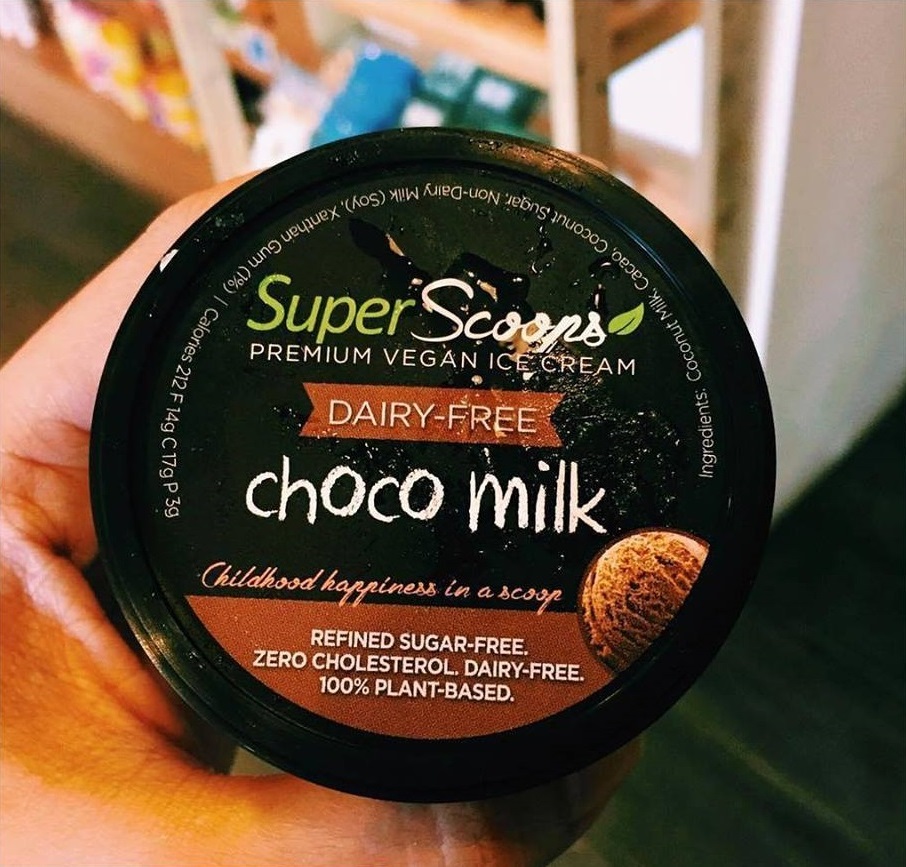 Ingredients: Coconut Milk, Cacao, Coconut Sugar, Non-Dairy Milk (Soy), Xanthan Gum (1%) | Calories 212 F 14g C 17g P 3g
Super Scoops
PREMIUM VEGAN ICE CREAM
DAIRY-FREE
choco milk
Childhood happiness in a scoop
REFINED SUGAR-FREE.
ZERO CHOLESTEROL. DAIRY-FREE.
100% PLANT-BASED.